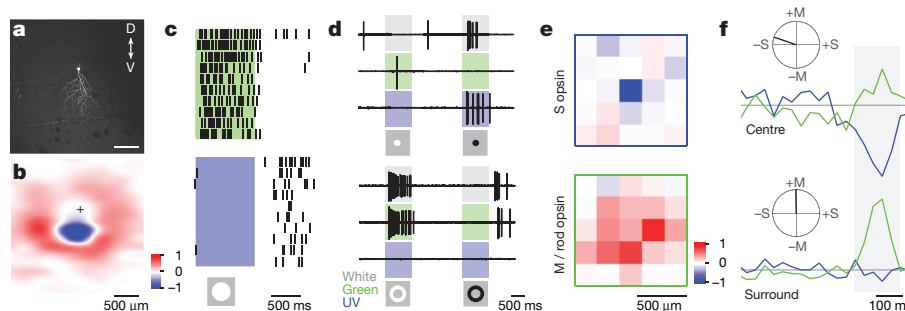 a
D
V
b
+
1
0
−1
500 μm
c
500 ms
d
White
Green
UV
500 ms
e
S opsin
M / rod opsin
1
0
−1
500 μm
f
+M
−S
+S
−M
Centre
+M
−S
+S
−M
Surround
100 m